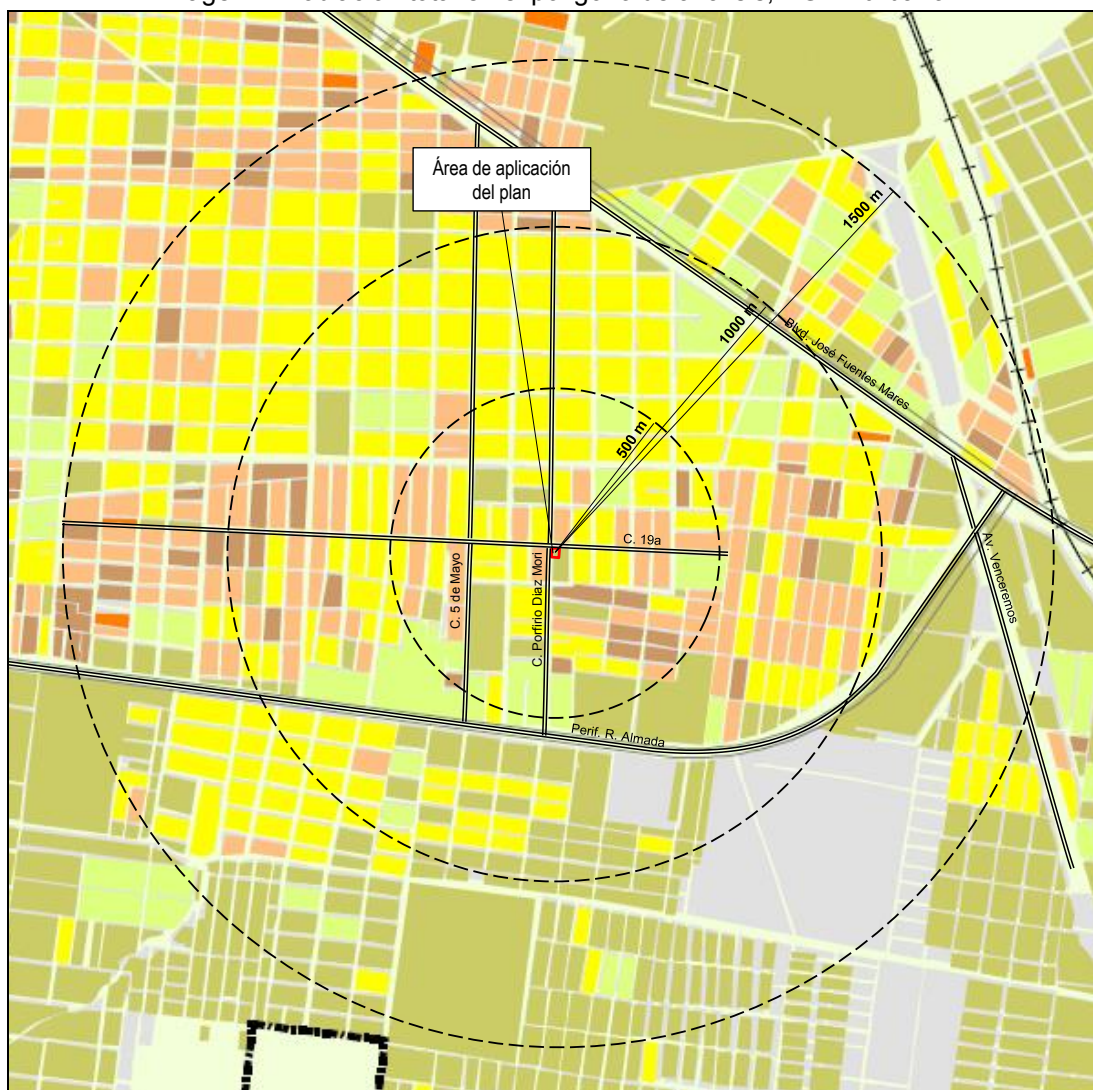 Área de aplicación
del plan
1500 m
1000 m
Blvd. José Fuentes Mares
500 m
C. 19a
C. 5 de Mayo
C. Porfirio Diaz Mori
Av. Venceremos
Perif. R. Almada